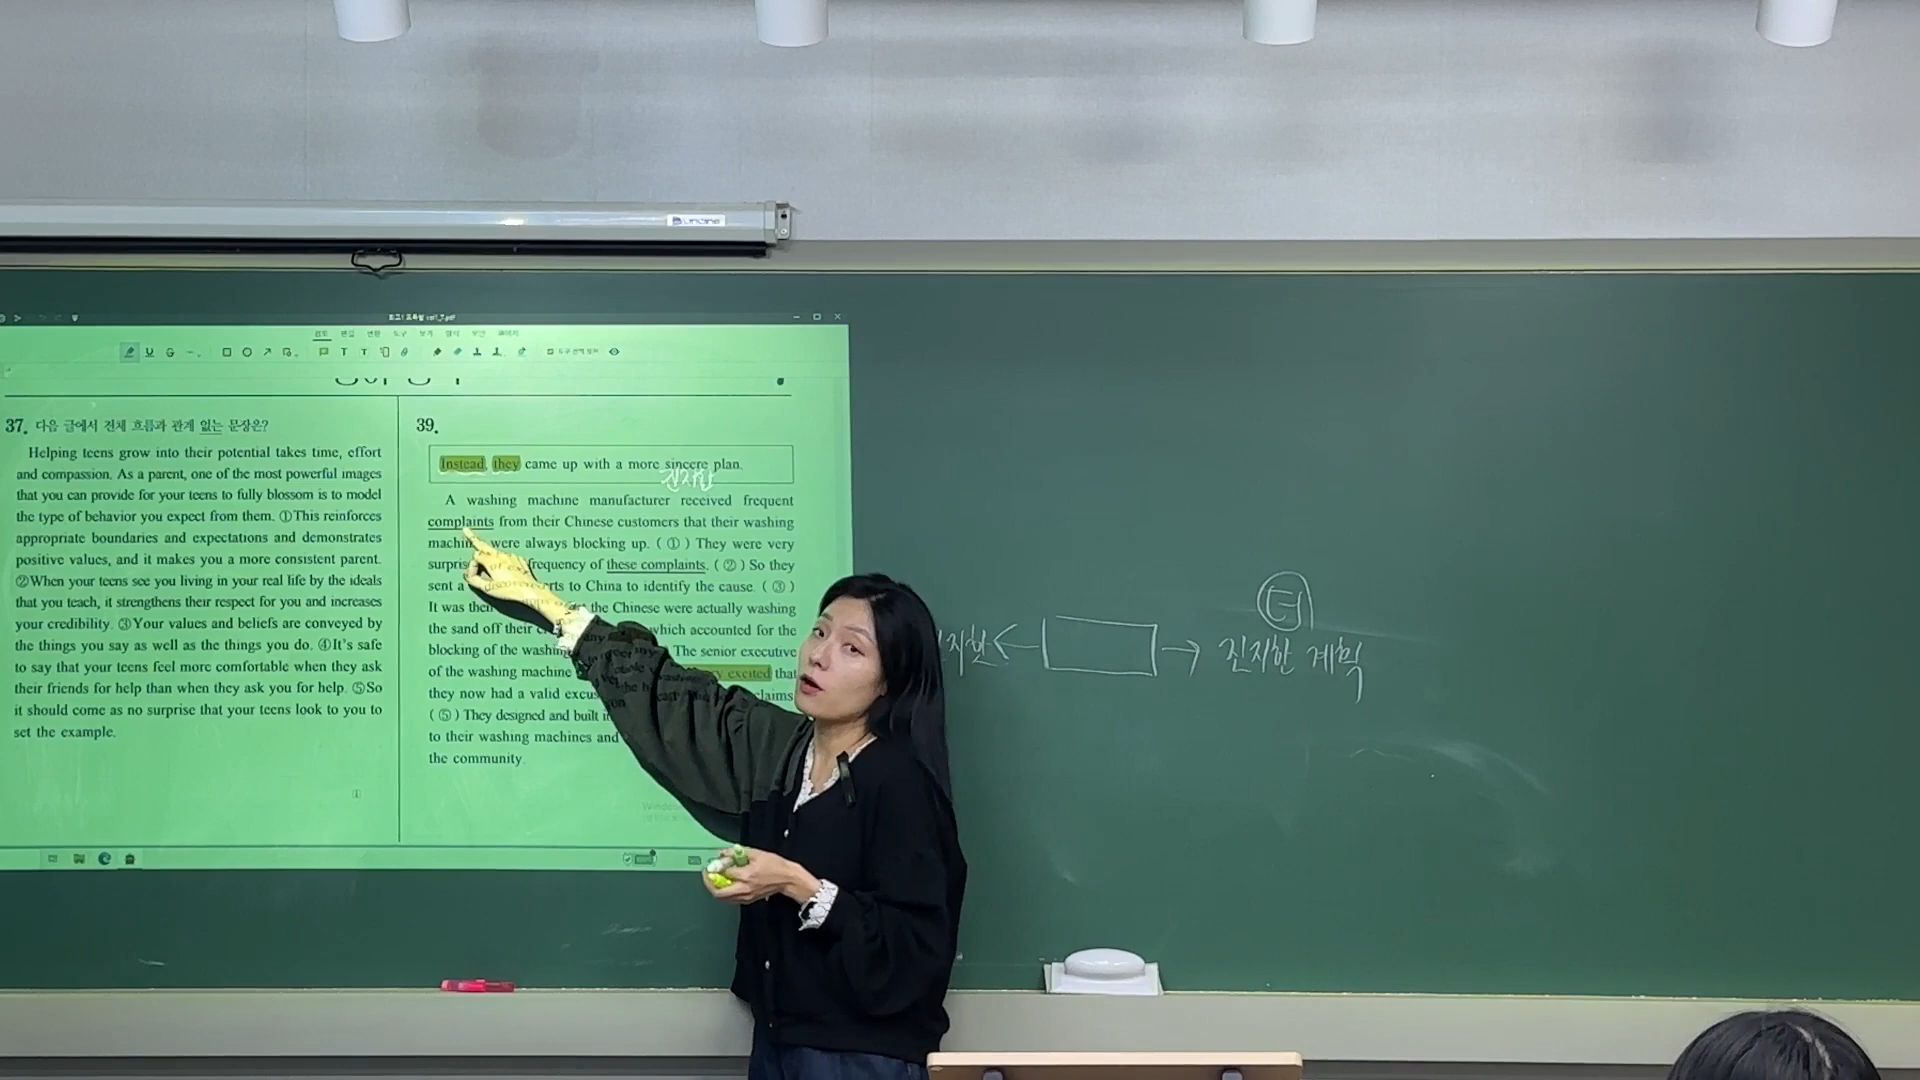 37. 다음 글에서 전체 흐름과 관계 없는 문장은?
Helping teens grow into their potential takes time, effort
and compassion. As a parent, one of the most powerful images
that you can provide for your teens to fully blossom is to model
the type of behavior you expect from them. ①This reinforces
appropriate boundaries and expectations and demonstrates
positive values, and it makes you a more consistent parent.
②When your teens see you living in your real life by the ideals
that you teach, it strengthens their respect for you and increases
your credibility. ③Your values and beliefs are conveyed by
the things you say as well as the things you do. ④It's safe
to say that your teens feel more comfortable when they ask
their friends for help than when they ask you for help. ⑤So
it should come as no surprise that your teens look to you to
set the example.
39.
Instead, they came up with a more sincere plan.
진지한
A washing machine manufacturer received frequent
complaints from their Chinese customers that their washing
machin were always blocking up. ( ① ) They were very
surpris frequency of these complaints. ( ② ) So they
sent a to China to identify the cause. ( ③ )
It was then the Chinese were actually washing
the sand off their which accounted for the
blocking of the washing The senior executive
of the washing machine excited that
they now had a valid claims
( ⑤ ) They designed and built
to their washing machines and
the community.
더
→ 진지한 계획